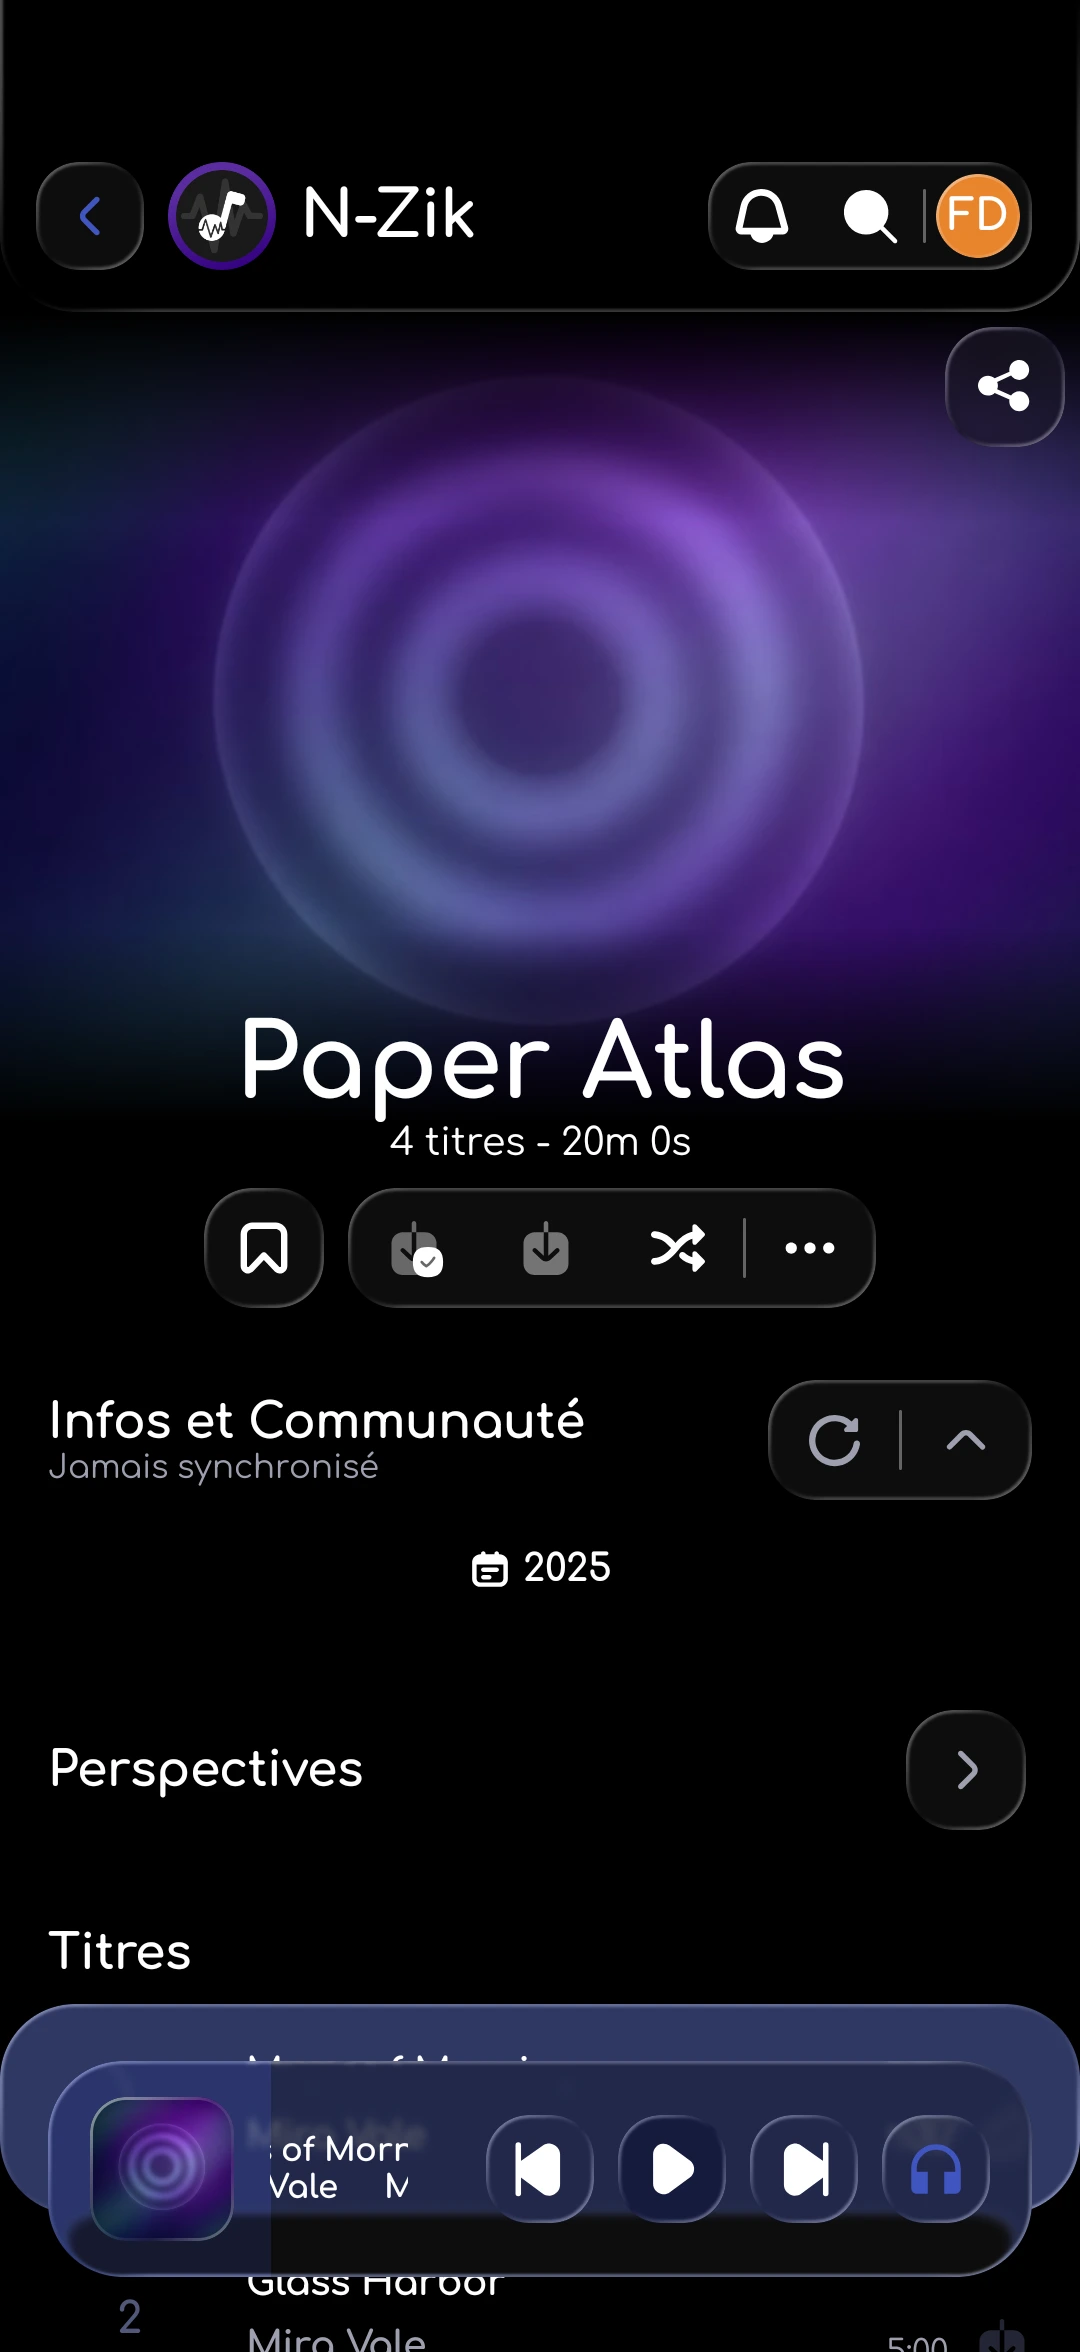 N-Zik
FD
Paper Atlas
4 titres - 20m 0s
Infos et Communauté
Jamais synchronisé
2025
Perspectives
Titres
of Morr
Vale M
Glass Harbor
2
Mira Vale
5:00